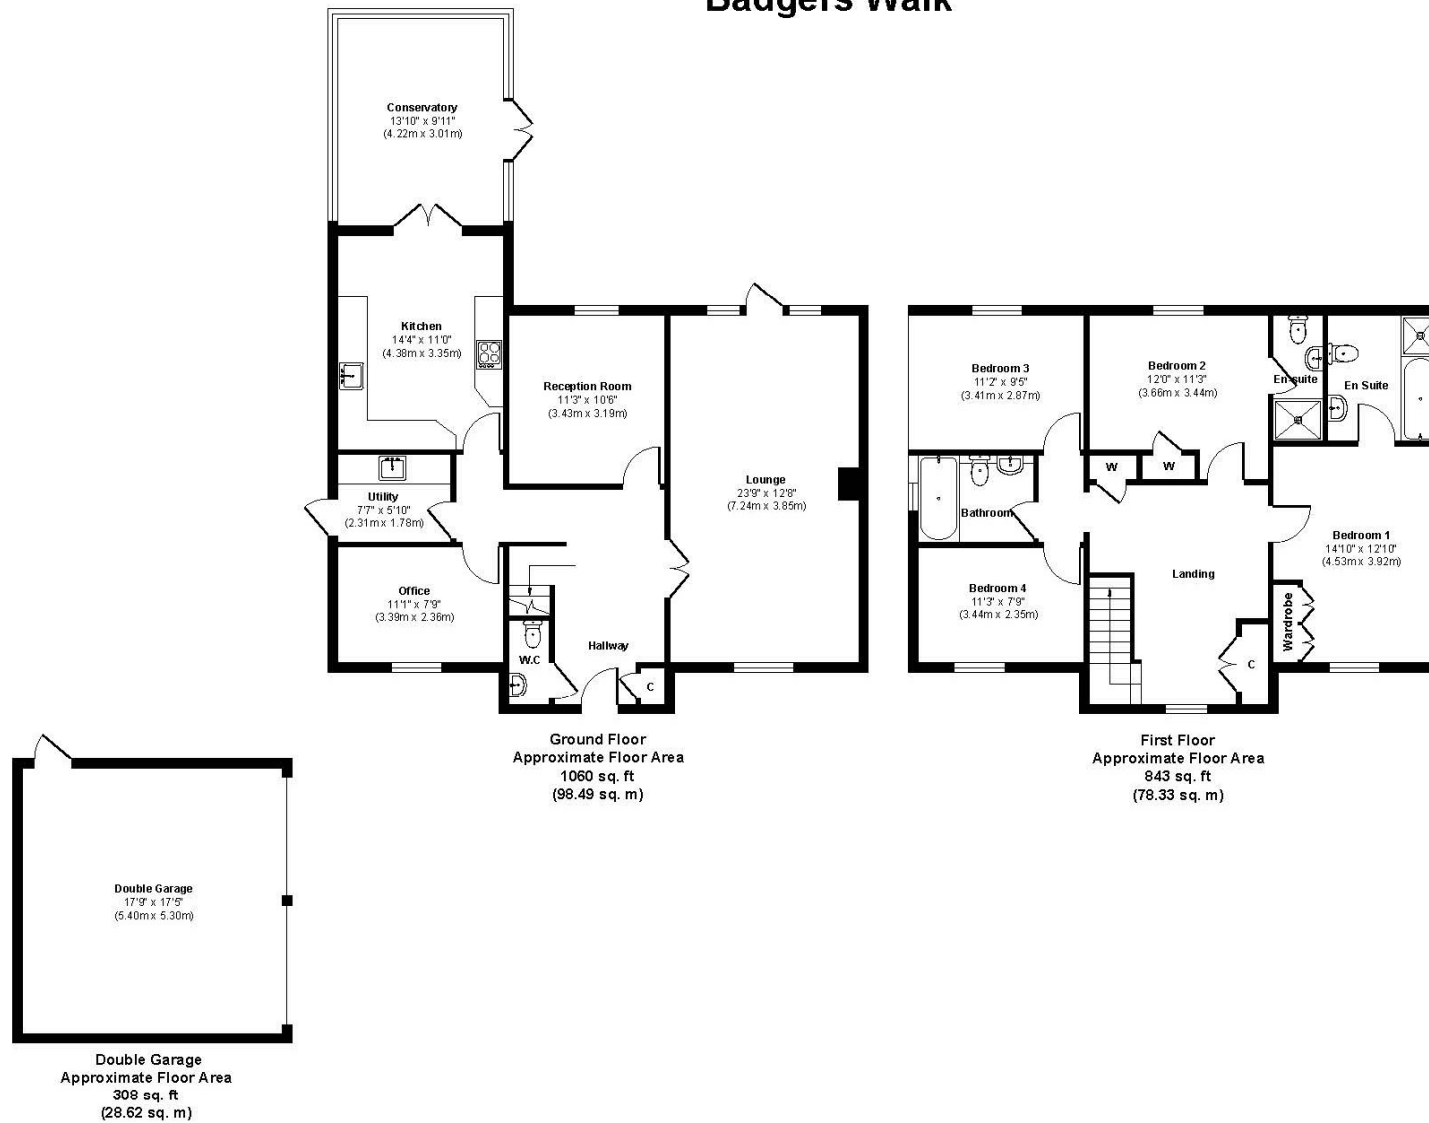 Badgers Walk
Conservatory
13'10" x 9'11"
(4.22m x 3.01m)
Kitchen
14'4" x 11'0"
(4.38m x 3.35m)
Reception Room
11'3" x 10'6"
(3.43m x 3.19m)
Lounge
23'9" x 12'8"
(7.24m x 3.85m)
Utility
7'7" x 5'10"
(2.31m x 1.78m)
Office
11'1" x 7'9"
(3.39m x 2.36m)
W.C
Hallway
C
Ground Floor
Approximate Floor Area
1060 sq. ft
(98.49 sq. m)
Bedroom 3
11'2" x 9'5"
(3.41m x 2.87m)
Bedroom 2
12'0" x 11'3"
(3.66m x 3.44m)
En-suite
En Suite
W
W
Bathroom
Bedroom 1
14'10" x 12'10"
(4.53m x 3.92m)
Landing
Bedroom 4
11'3" x 7'9"
(3.44m x 2.35m)
Wardrobe
C
First Floor
Approximate Floor Area
843 sq. ft
(78.33 sq. m)
Double Garage
17'9" x 17'5"
(5.40m x 5.30m)
Double Garage
Approximate Floor Area
308 sq. ft
(28.62 sq. m)